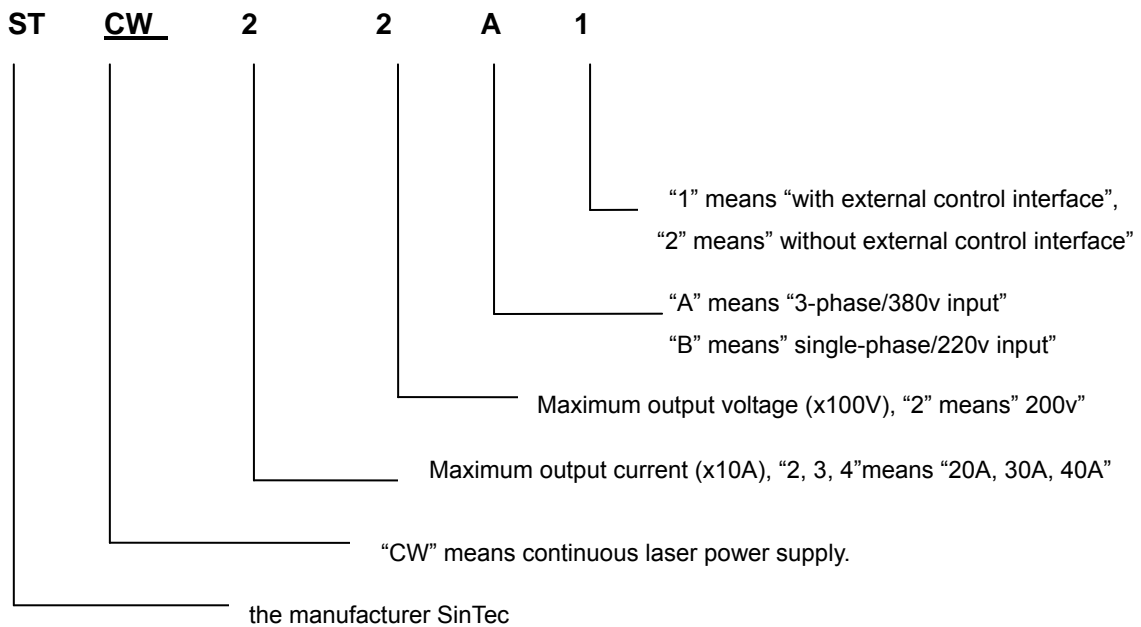 ST CW 2 2 A 1
“1” means “with external control interface”,
“2” means” without external control interface”
“A” means “3-phase/380v input”
“B” means” single-phase/220v input”
Maximum output voltage (x100V), “2” means” 200v”
Maximum output current (x10A), “2, 3, 4”means “20A, 30A, 40A”
“CW” means continuous laser power supply.
the manufacturer SinTec